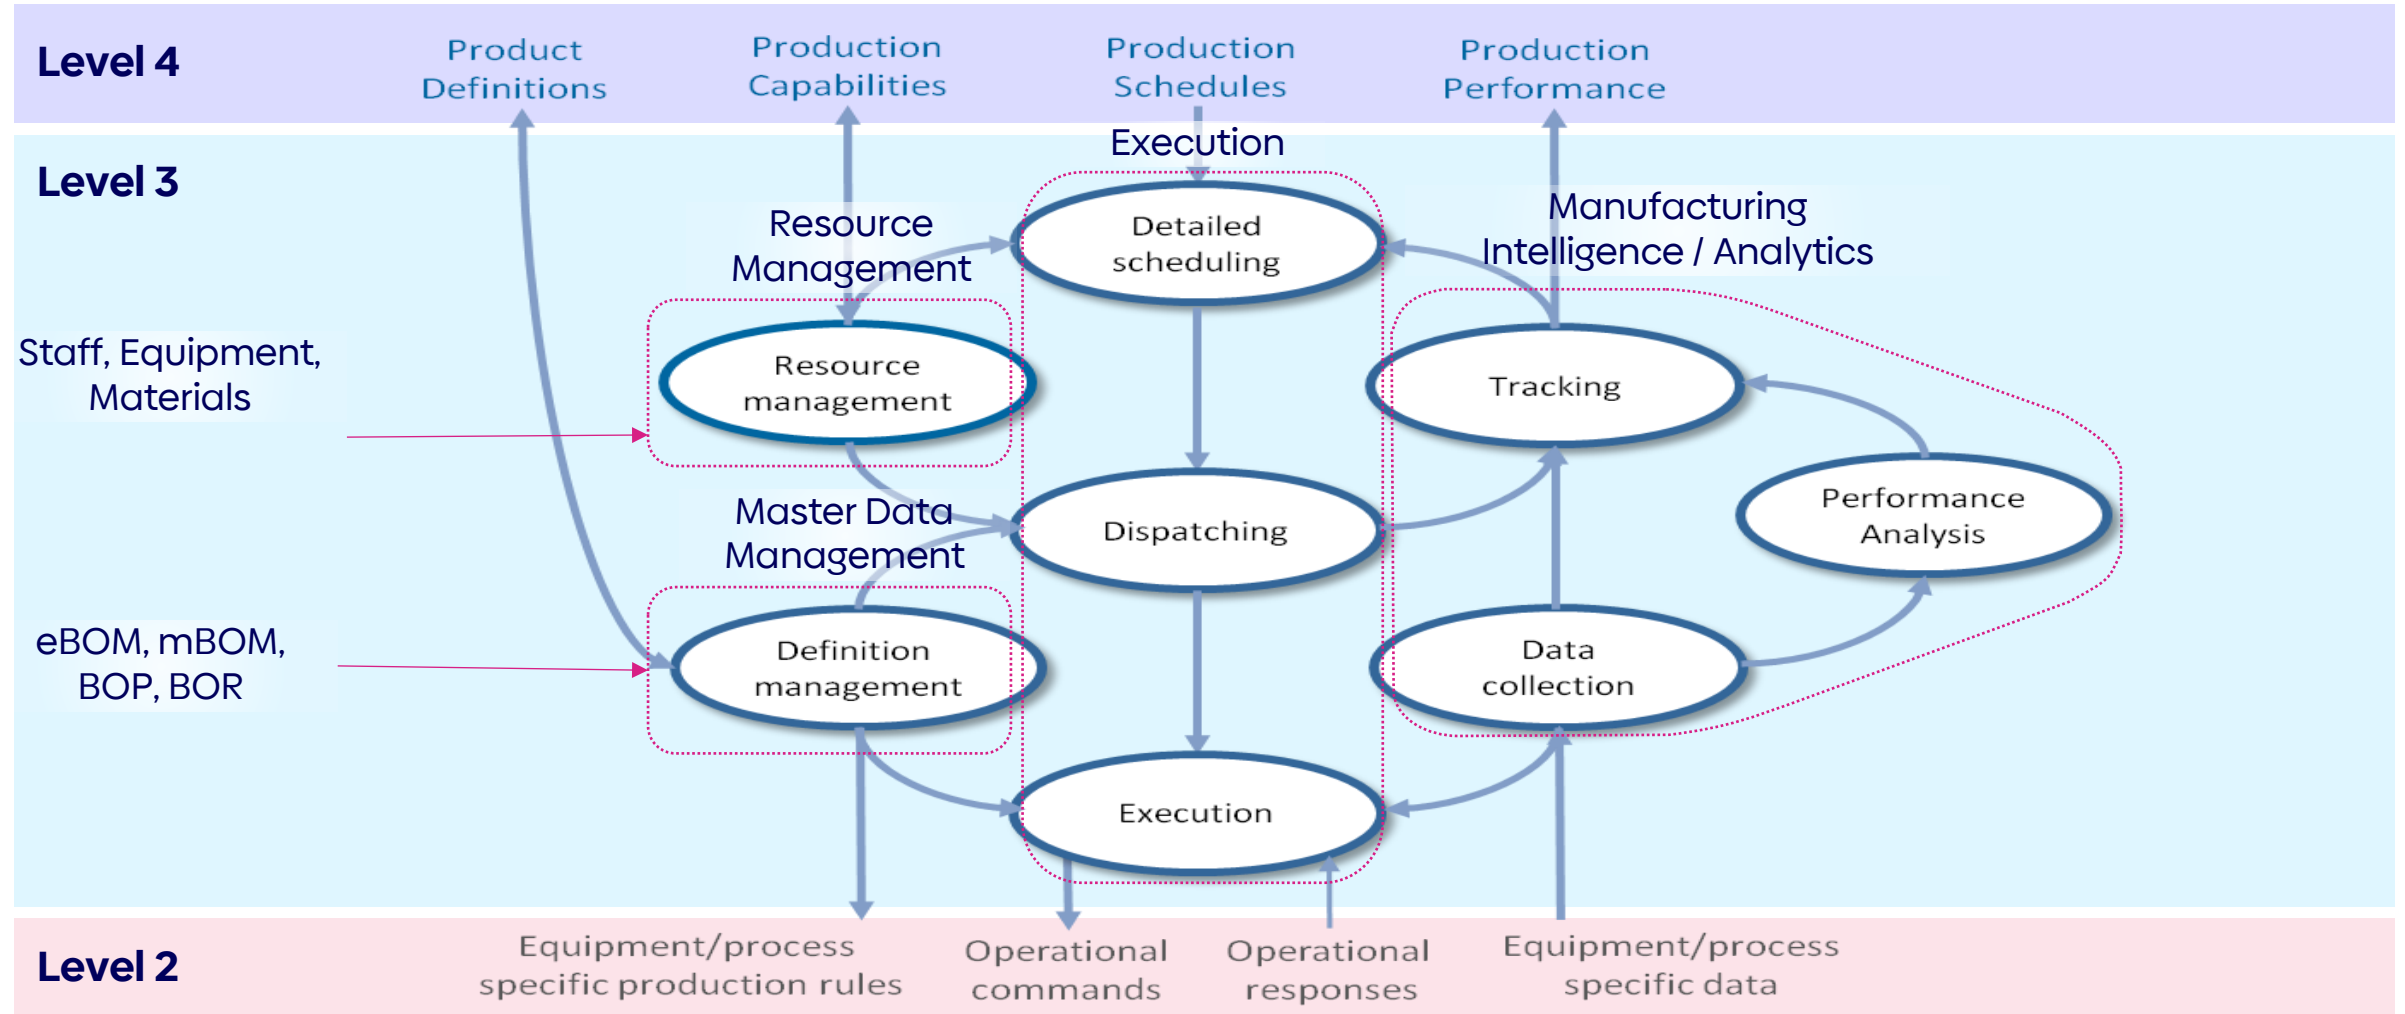 Level 4
Product
Definitions
Production
Capabilities
Production
Schedules
Production
Performance
Level 3
Execution
Resource
Management
Manufacturing
Intelligence / Analytics
Detailed
scheduling
Staff, Equipment,
Materials
Resource
management
Tracking
Master Data
Management
Dispatching
Performance
Analysis
eBOM, mBOM,
BOP, BOR
Definition
management
Data
collection
Execution
Level 2
Equipment/process
specific production rules
Operational
commands
Operational
responses
Equipment/process
specific data